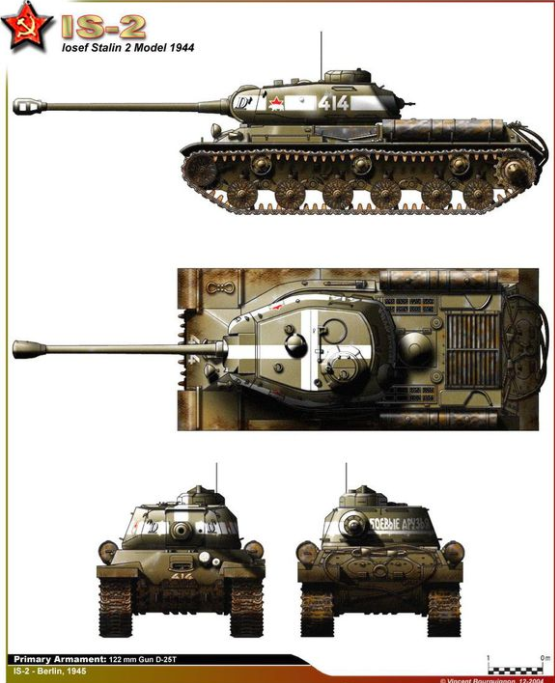 IS-2
Iosef Stalin 2 Model 1944
414
414
БОЕВЫЕ ДРУЗЬЯ
Primary Armament: 122 mm Gun D-25T
IS-2 - Berlin, 1945
1 0m
© Vincent Bourguignon, 12-2004